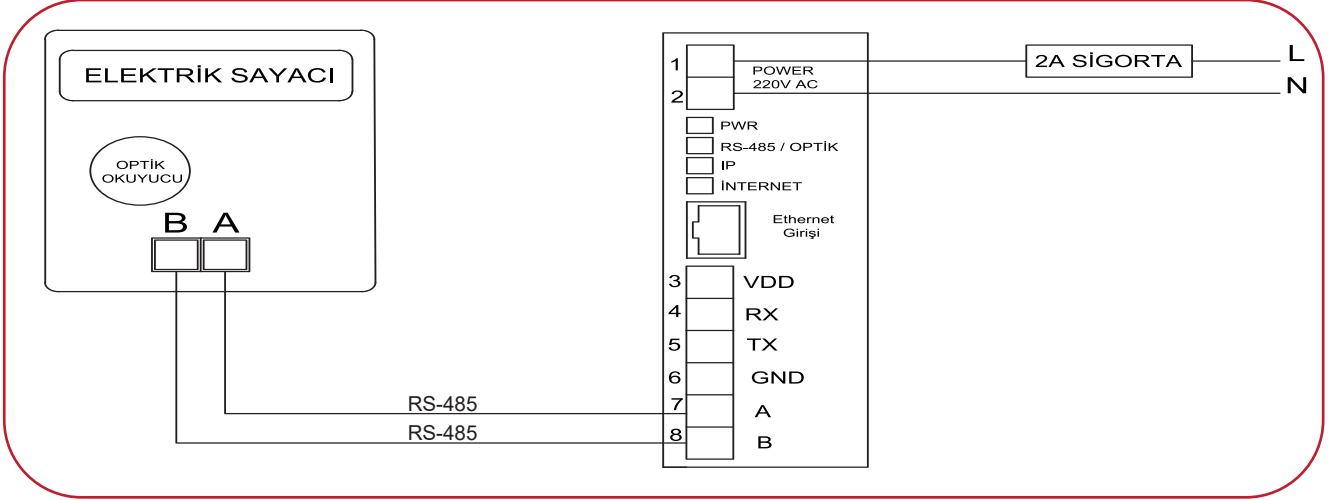 ELEKTRİK SAYACI
OPTİK
OKUYUCU
B A
1
2
POWER
220V AC
2A SİGORTA
L
N
PWR
RS-485 / OPTİK
IP
İNTERNET
Ethernet
Girişi
3 VDD
4 RX
5 TX
6 GND
RS-485
7 A
RS-485
8 B